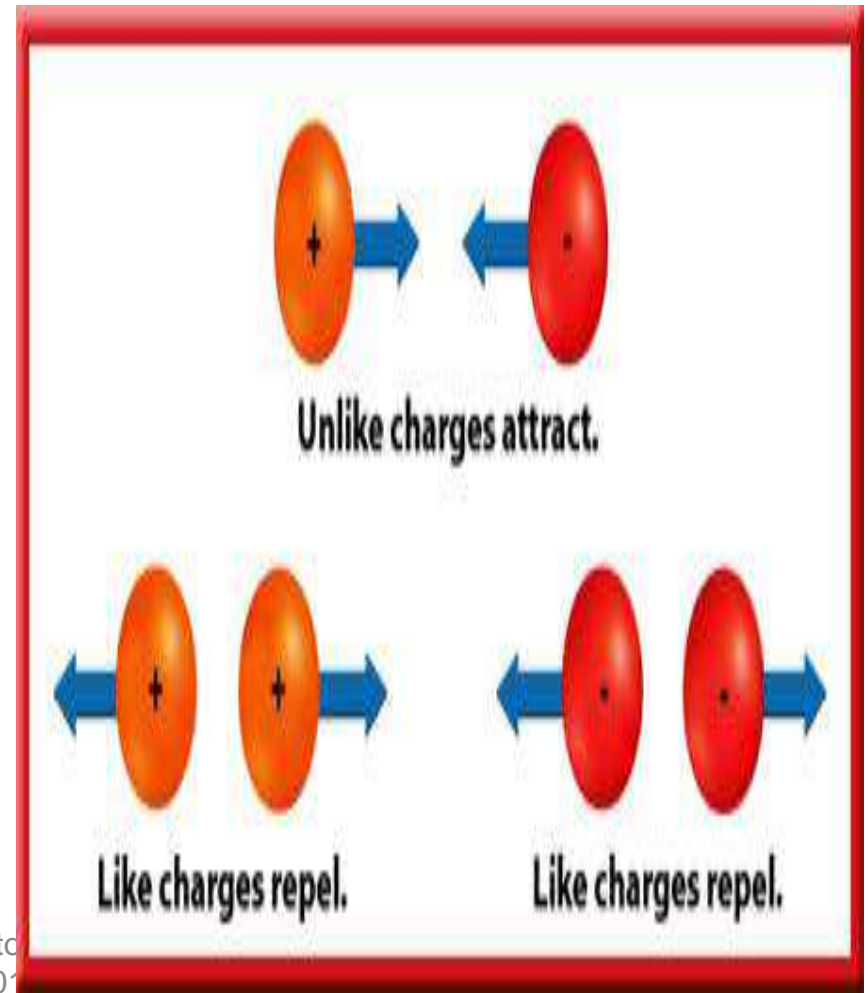 + -
Unlike charges attract.
+ + - -
Like charges repel. Like charges repel.